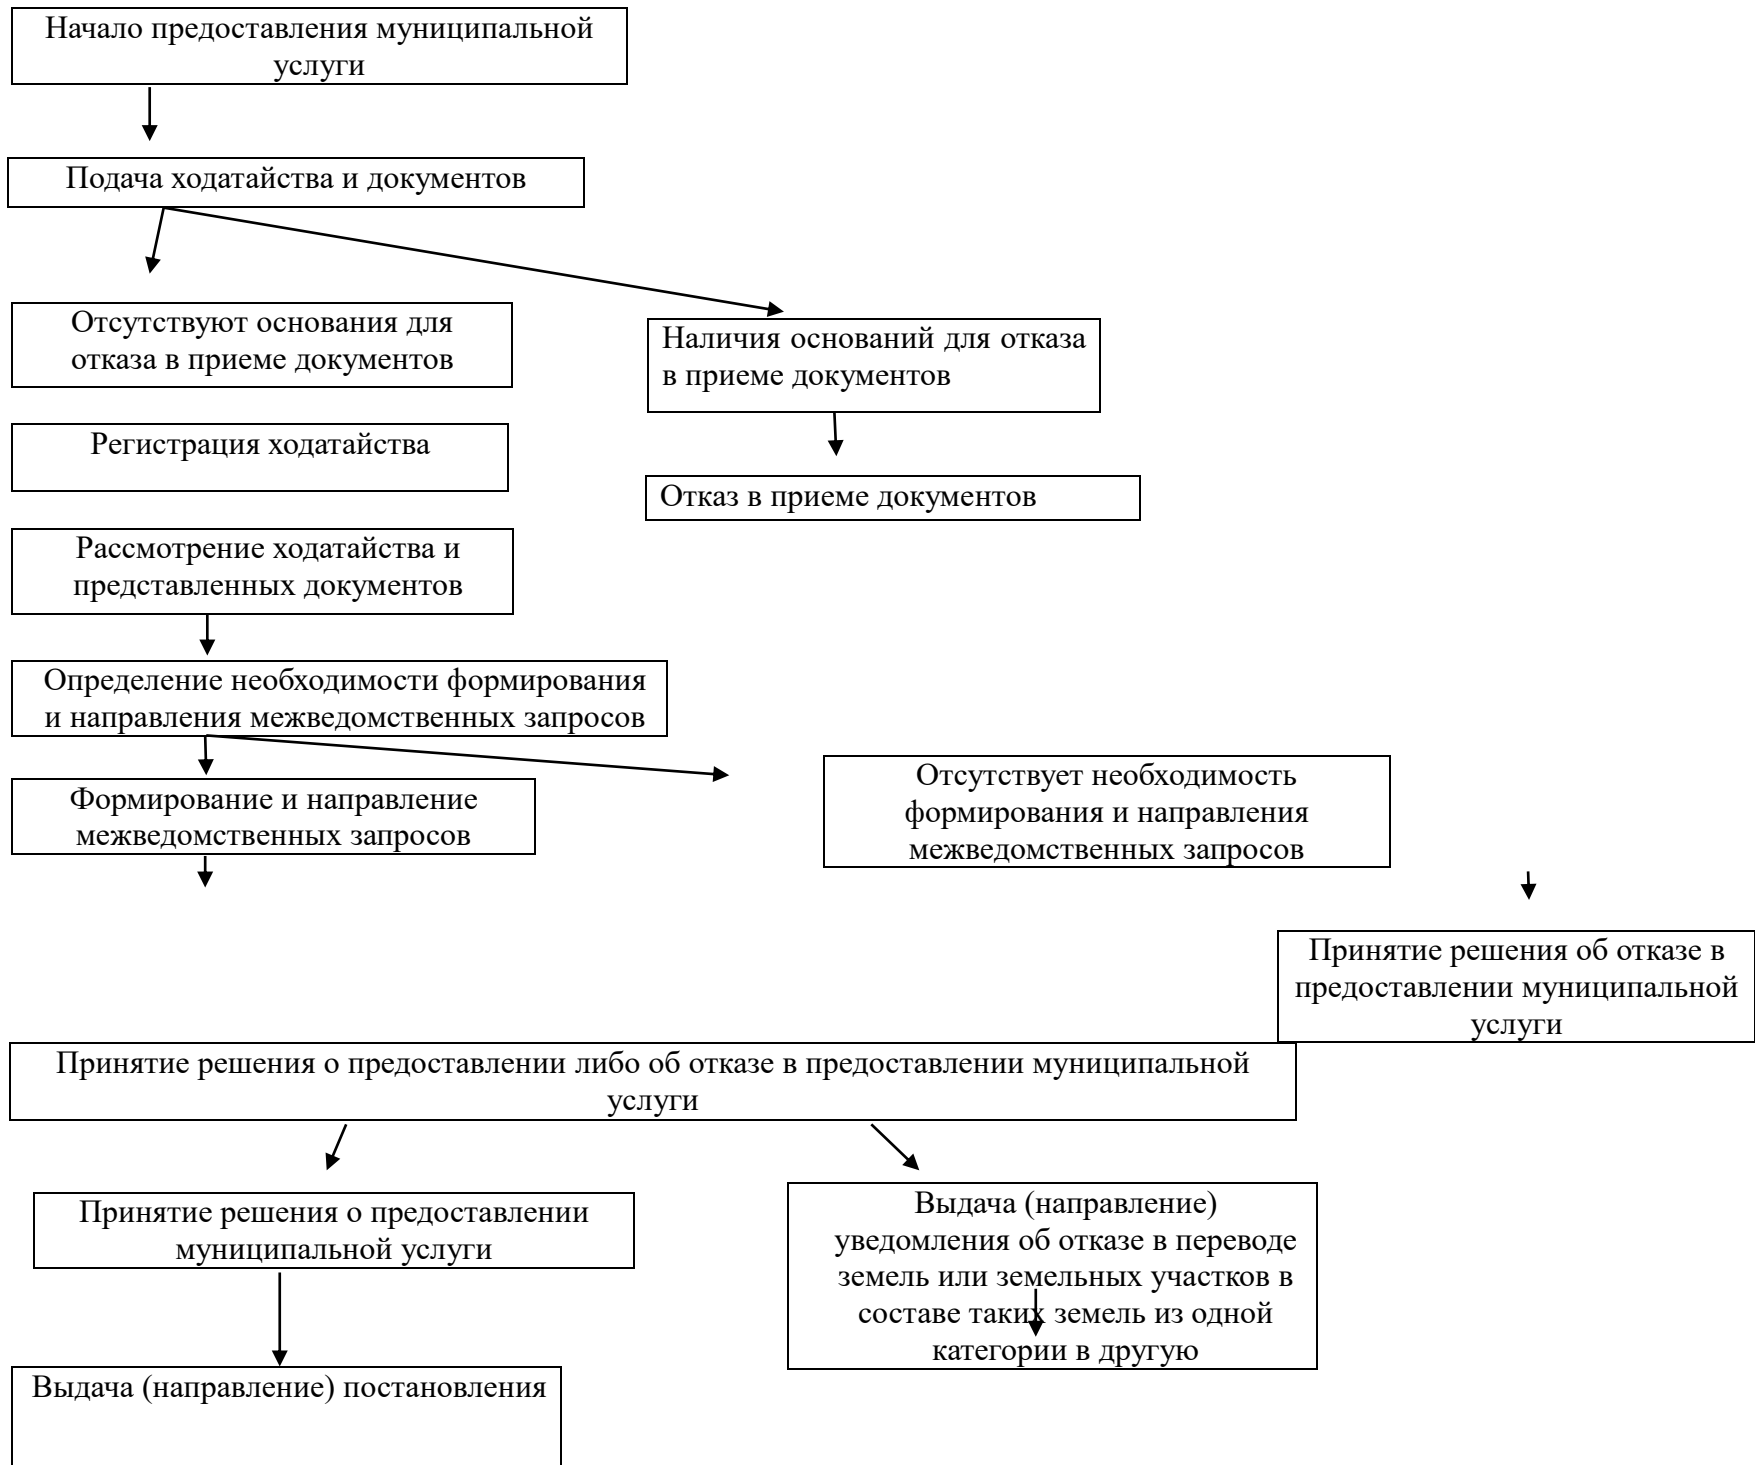 Начало предоставления муниципальной
услуги
Подача ходатайства и документов
Отсутствуют основания для
отказа в приеме документов
Наличия оснований для отказа
в приеме документов
Регистрация ходатайства
Отказ в приеме документов
Рассмотрение ходатайства и
представленных документов
Определение необходимости формирования
и направления межведомственных запросов
Формирование и направление
межведомственных запросов
Отсутствует необходимость
формирования и направления
межведомственных запросов
Принятие решения об отказе в
предоставлении муниципальной
услуги
Принятие решения о предоставлении либо об отказе в предоставлении муниципальной
услуги
Принятие решения о предоставлении
муниципальной услуги
Выдача (направление)
уведомления об отказе в переводе
земель или земельных участков в
составе таких земель из одной
категории в другую
Выдача (направление) постановления